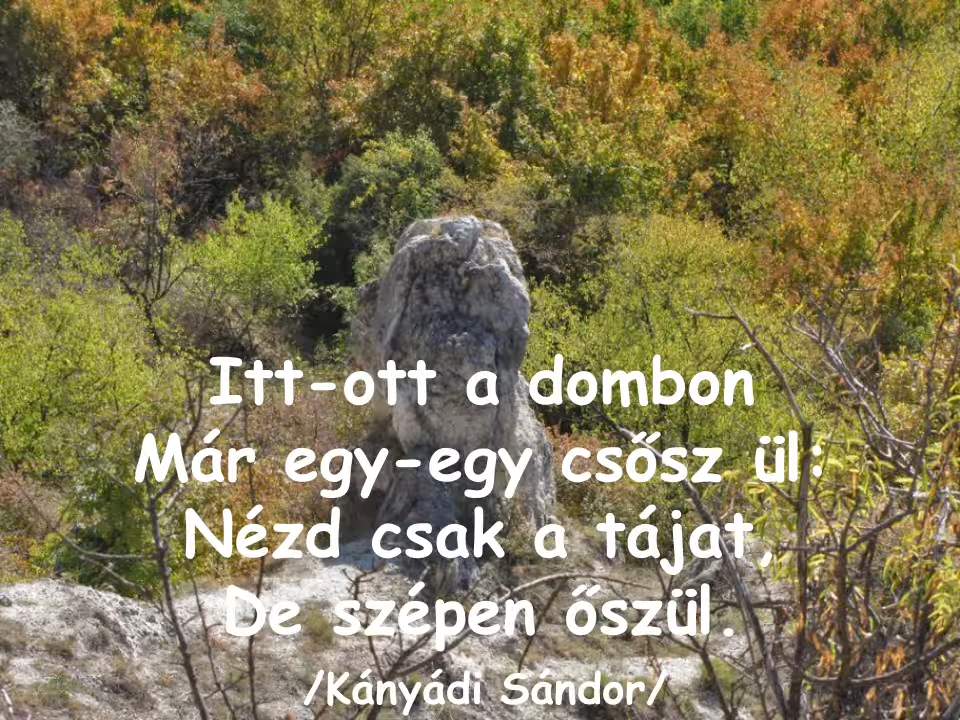 Itt-ott a dombon
Már egy-egy csősz ül:
Nézd csak a tájat,
De szépen őszül.
/Kányádi Sándor/